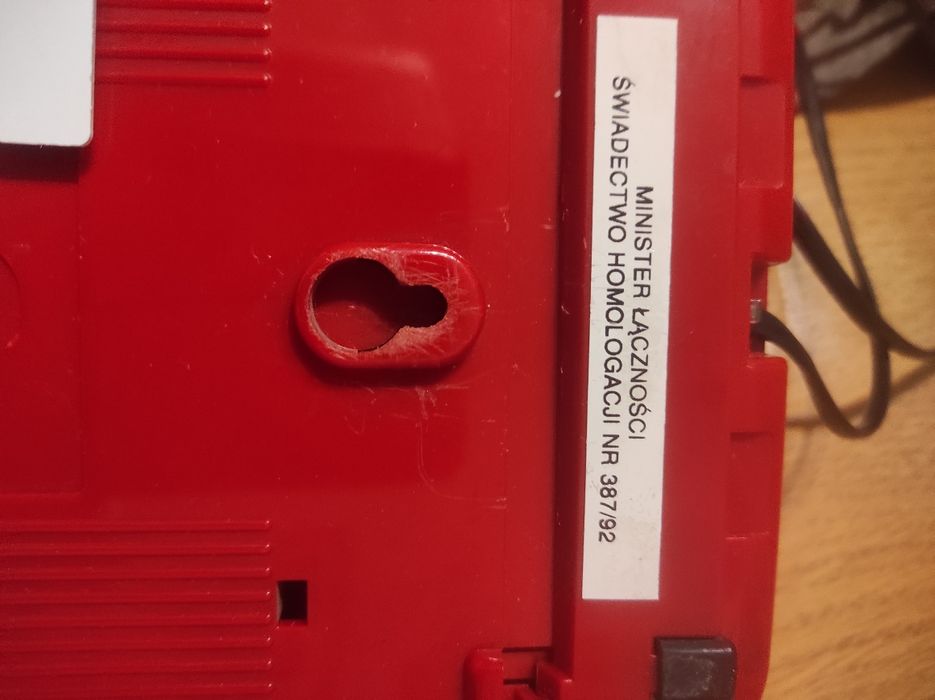 MINISTER ŁĄCZNOŚCI
ŚWIADECTWO HOMOLOGACJI NR 387/92